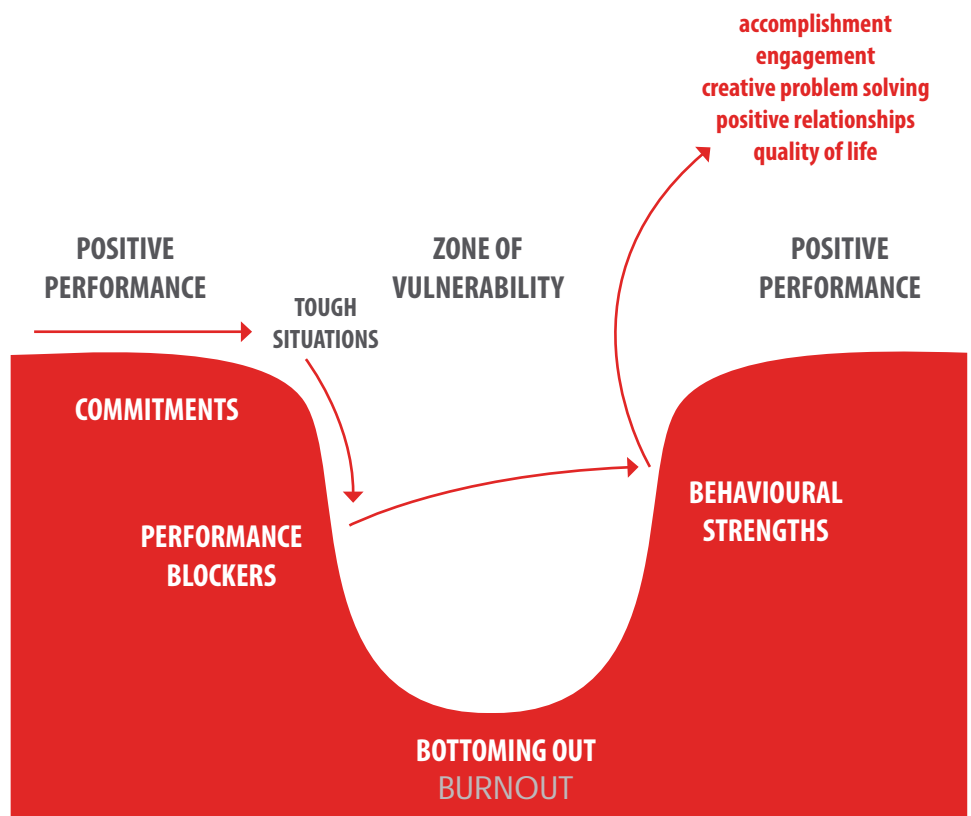 accomplishment
engagement
creative problem solving
positive relationships
quality of life
POSITIVE
PERFORMANCE
ZONE OF
VULNERABILITY
POSITIVE
PERFORMANCE
TOUGH
SITUATIONS
COMMITMENTS
PERFORMANCE
BLOCKERS
BEHAVIOURAL
STRENGTHS
BOTTOMING OUT
BURNOUT